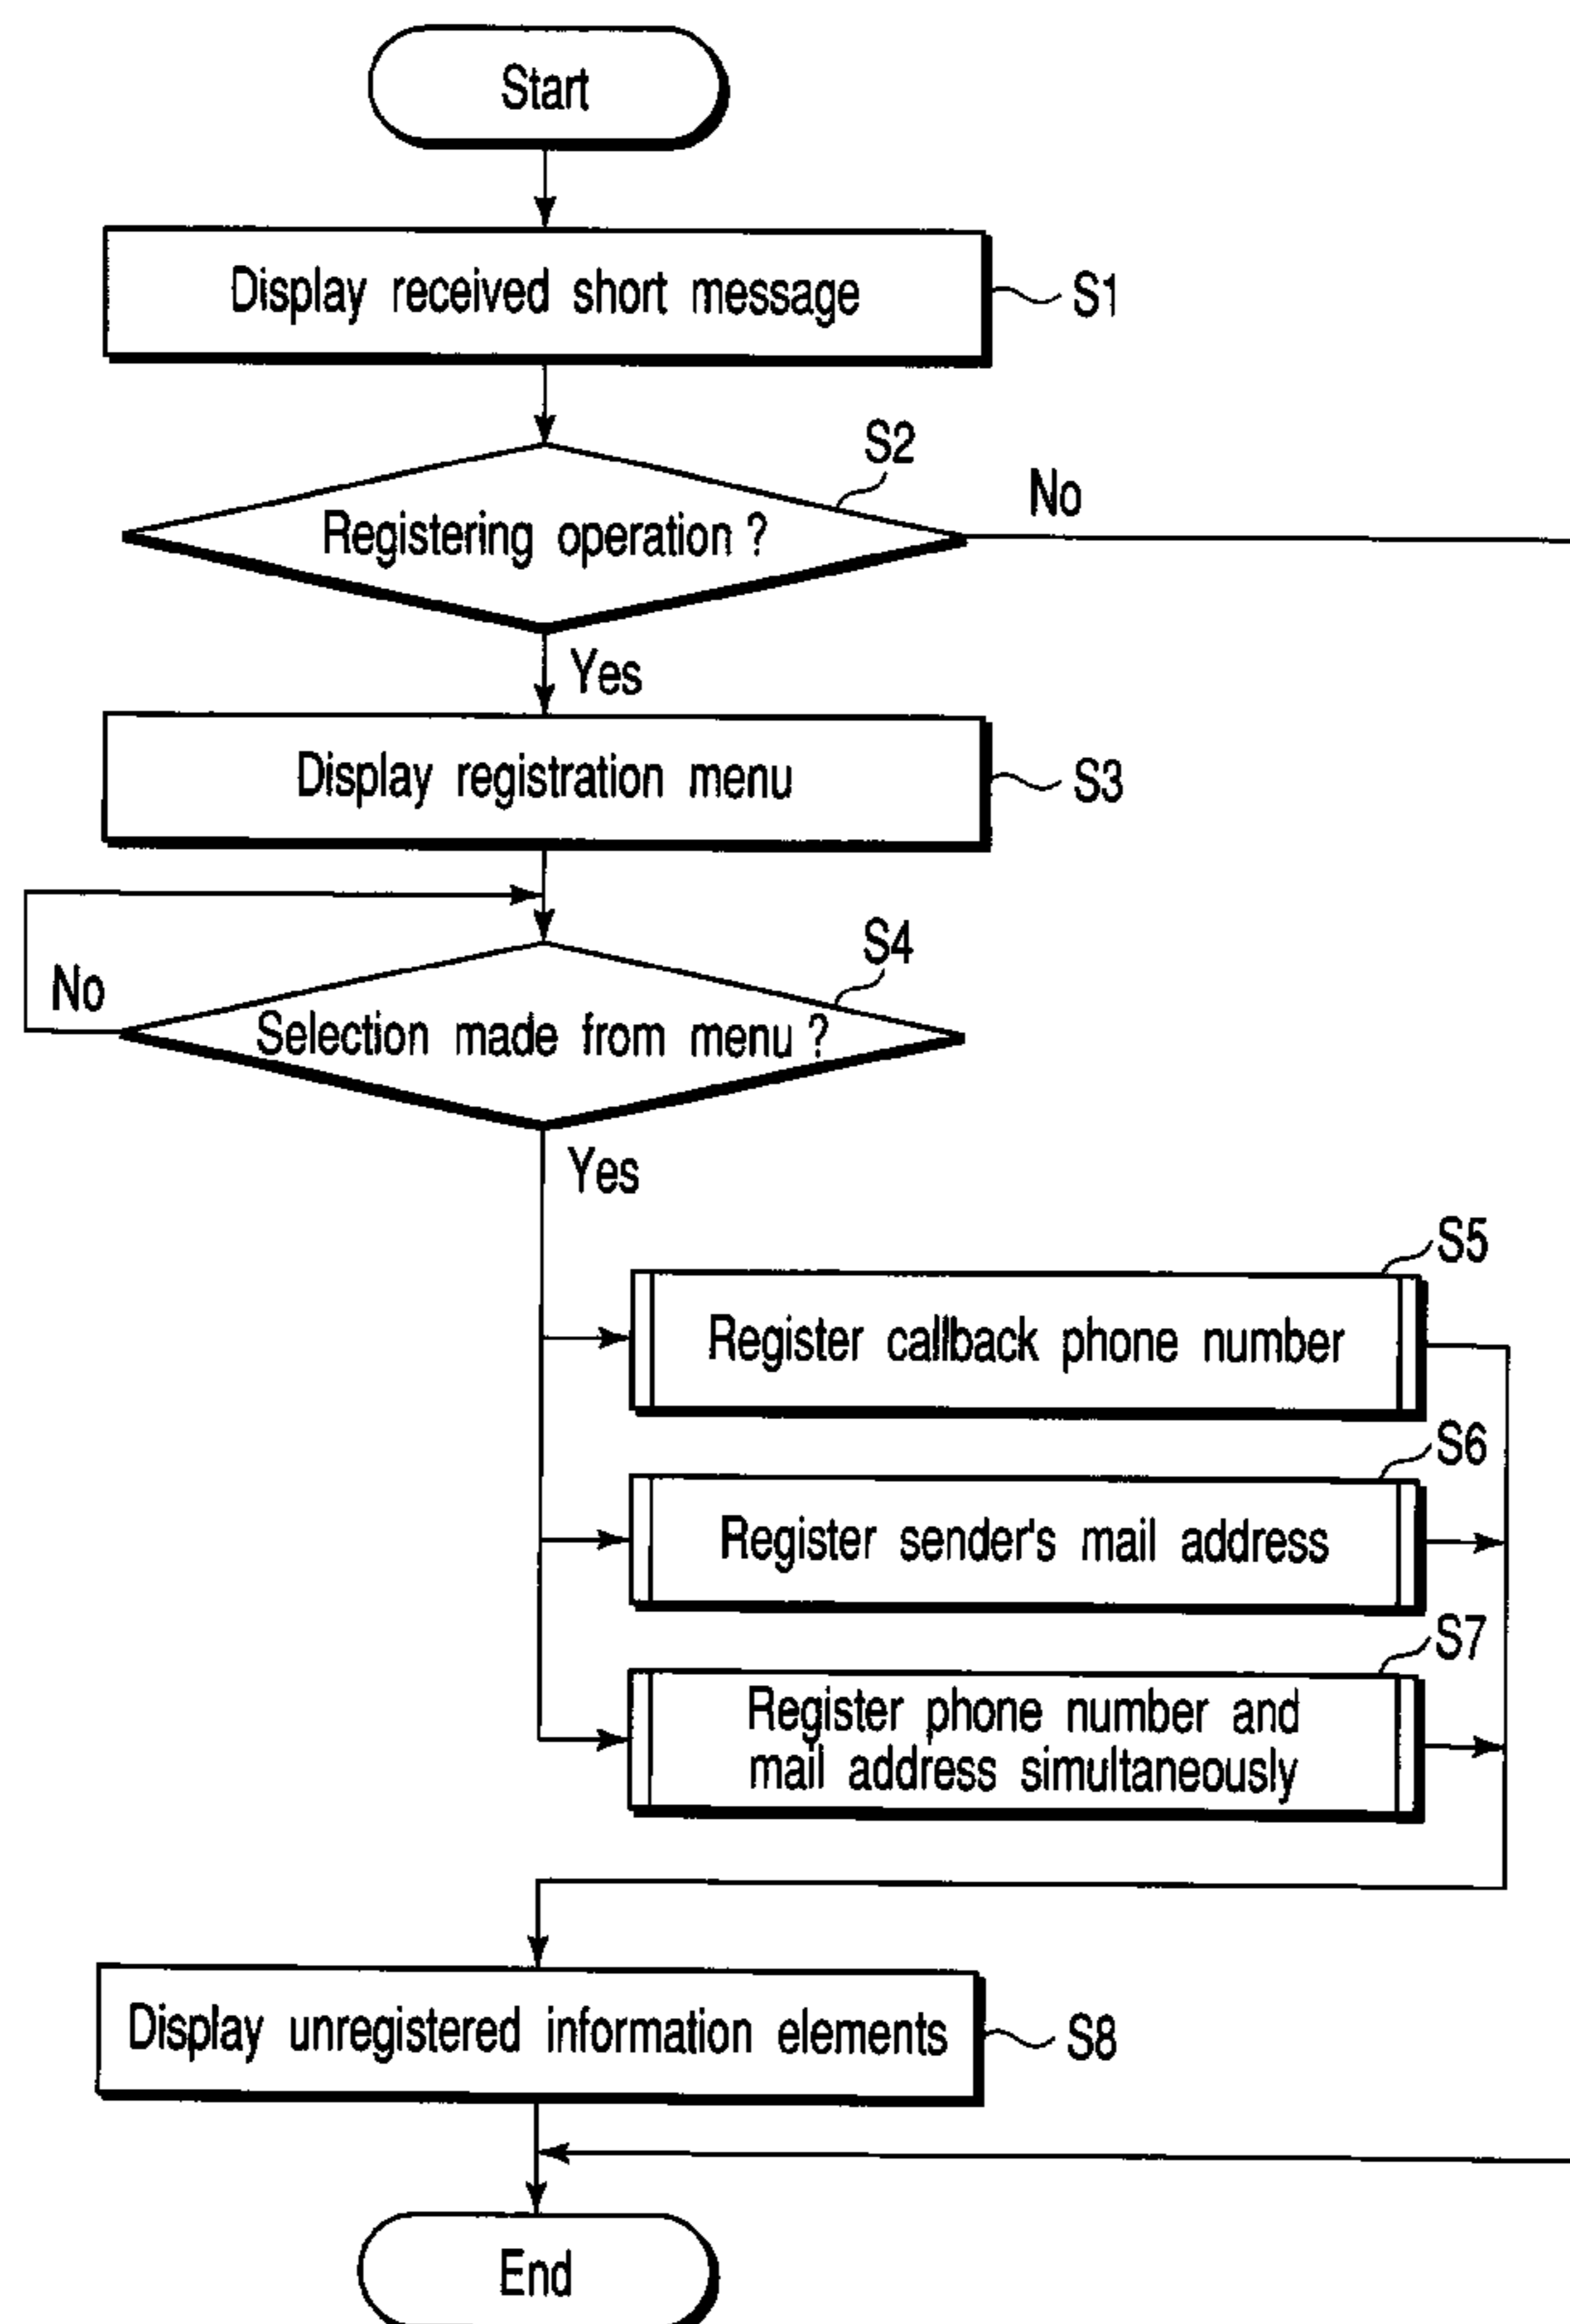 Start
Display received short message
S1
S2
No
Registering operation ?
Yes
Display registration menu
S3
S4
No
Selection made from menu ?
Yes
S5
Register callback phone number
S6
Register sender's mail address
S7
Register phone number and
mail address simultaneously
Display unregistered information elements
S8
End